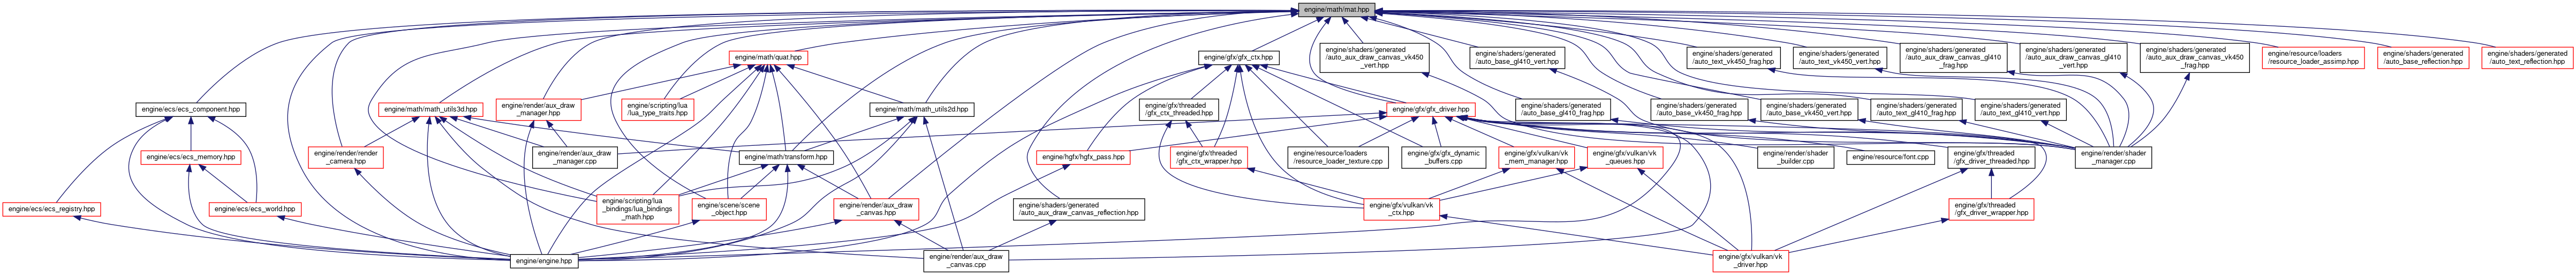 engine/math/mat.hpp
engine/math/quat.hpp
engine/gfx/gfx_ctx.hpp
engine/shaders/generated
/auto_aux_draw_canvas_vk450
_vert.hpp
engine/shaders/generated
/auto_base_gl410_vert.hpp
engine/shaders/generated
/auto_text_vk450_frag.hpp
engine/shaders/generated
/auto_text_vk450_vert.hpp
engine/shaders/generated
/auto_aux_draw_canvas_gl410
_frag.hpp
engine/shaders/generated
/auto_aux_draw_canvas_gl410
_vert.hpp
engine/shaders/generated
/auto_aux_draw_canvas_vk450
_frag.hpp
engine/resource/loaders
/resource_loader_assimp.hpp
engine/shaders/generated
/auto_base_reflection.hpp
engine/shaders/generated
/auto_text_reflection.hpp
engine/ecs/ecs_component.hpp
engine/math/math_utils3d.hpp
engine/render/aux_draw
_manager.hpp
engine/scripting/lua
/lua_type_traits.hpp
engine/math/math_utils2d.hpp
engine/gfx/threaded
/gfx_ctx_threaded.hpp
engine/gfx/gfx_driver.hpp
engine/shaders/generated
/auto_base_gl410_frag.hpp
engine/shaders/generated
/auto_base_vk450_frag.hpp
engine/shaders/generated
/auto_base_vk450_vert.hpp
engine/shaders/generated
/auto_text_gl410_frag.hpp
engine/shaders/generated
/auto_text_gl410_vert.hpp
engine/ecs/ecs_memory.hpp
engine/render/render
_camera.hpp
engine/render/aux_draw
_manager.cpp
engine/math/transform.hpp
engine/hgfx/hgfx_pass.hpp
engine/gfx/threaded
/gfx_ctx_wrapper.hpp
engine/resource/loaders
/resource_loader_texture.cpp
engine/gfx/gfx_dynamic
_buffers.cpp
engine/gfx/vulkan/vk
_mem_manager.hpp
engine/gfx/vulkan/vk
_queues.hpp
engine/render/shader
_builder.cpp
engine/resource/font.cpp
engine/gfx/threaded
/gfx_driver_threaded.hpp
engine/render/shader
_manager.cpp
engine/ecs/ecs_registry.hpp
engine/ecs/ecs_world.hpp
engine/scripting/lua
_bindings/lua_bindings
_math.hpp
engine/scene/scene
_object.hpp
engine/render/aux_draw
_canvas.hpp
engine/shaders/generated
/auto_aux_draw_canvas_reflection.hpp
engine/gfx/vulkan/vk
_ctx.hpp
engine/gfx/threaded
/gfx_driver_wrapper.hpp
engine/engine.hpp
engine/render/aux_draw
_canvas.cpp
engine/gfx/vulkan/vk
_driver.hpp